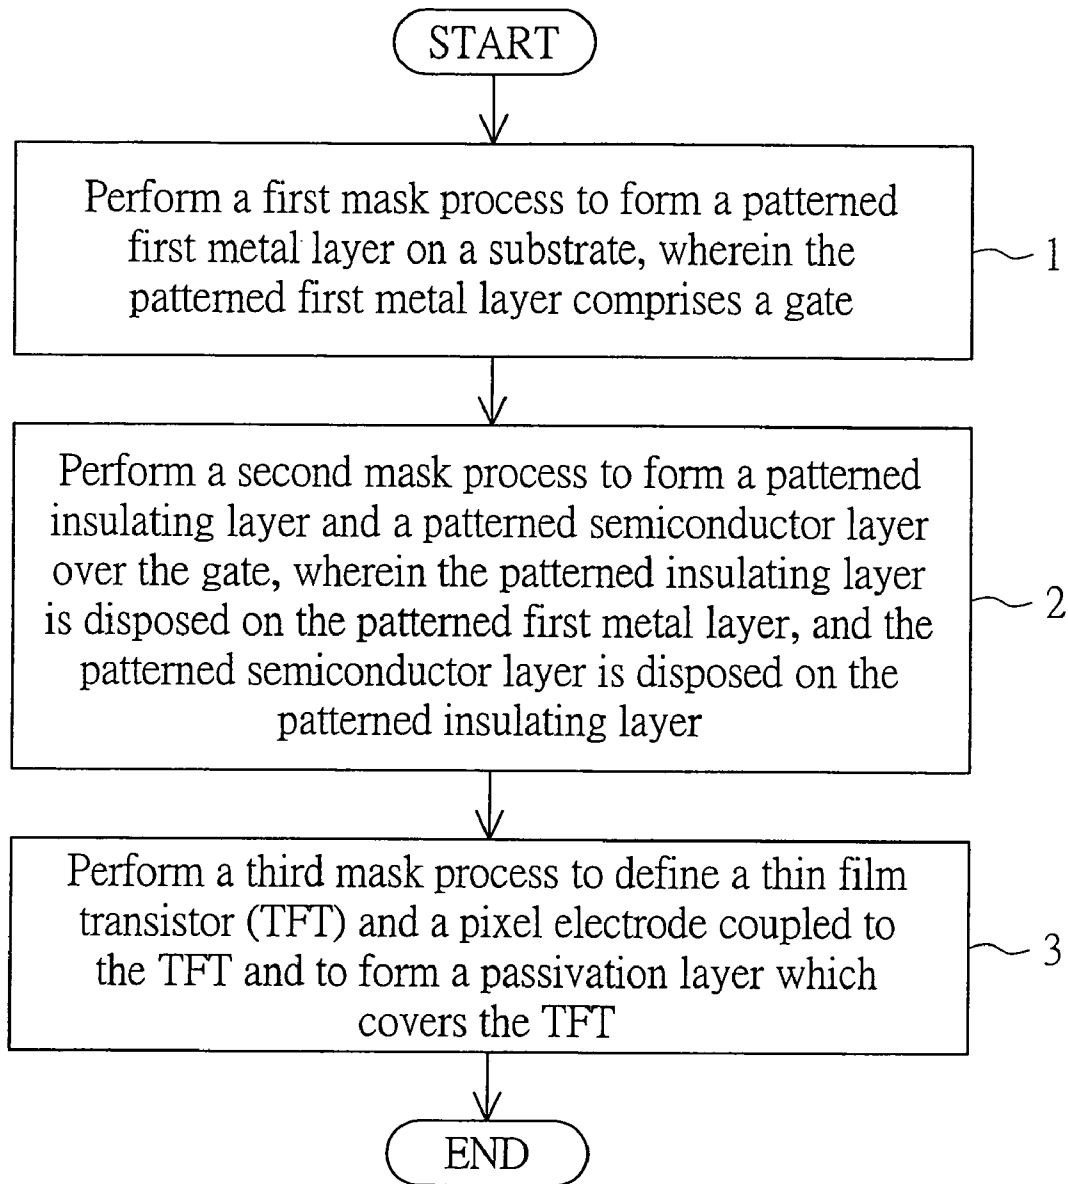 START
Perform a first mask process to form a patterned
first metal layer on a substrate, wherein the
patterned first metal layer comprises a gate
1
Perform a second mask process to form a patterned
insulating layer and a patterned semiconductor layer
over the gate, wherein the patterned insulating layer
is disposed on the patterned first metal layer, and the
patterned semiconductor layer is disposed on the
patterned insulating layer
2
Perform a third mask process to define a thin film
transistor (TFT) and a pixel electrode coupled to
the TFT and to form a passivation layer which
covers the TFT
3
END